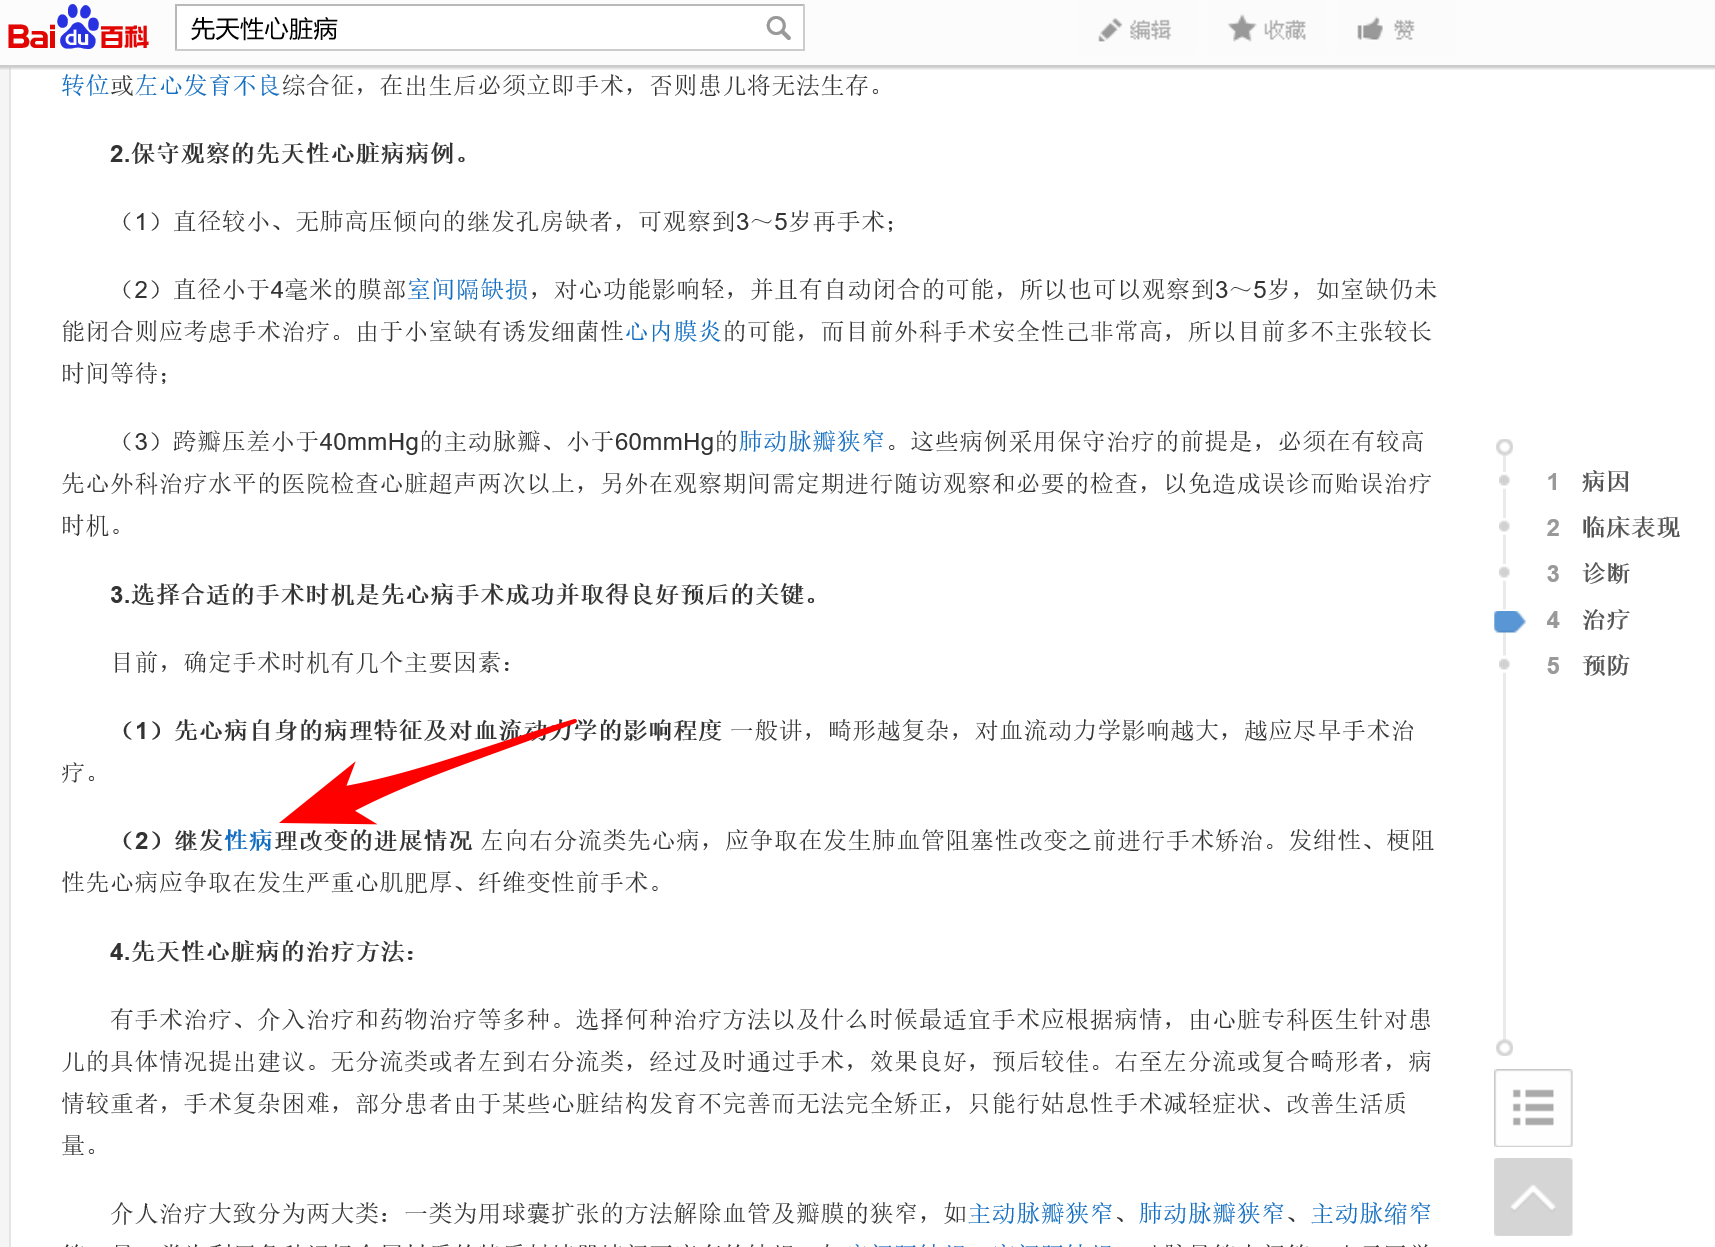 Bai du 百科
先天性心脏病
编辑
收藏
赞
转位或左心发育不良综合征，在出生后必须立即手术，否则患儿将无法生存。
2.保守观察的先天性心脏病病例。
（1）直径较小、无肺高压倾向的继发孔房缺者，可观察到3～5岁再手术；
（2）直径小于4毫米的膜部室间隔缺损，对心功能影响轻，并且有自动闭合的可能，所以也可以观察到3～5岁，如室缺仍未
能闭合则应考虑手术治疗。由于小室缺有诱发细菌性心内膜炎的可能，而目前外科手术安全性己非常高，所以目前多不主张较长
时间等待；
（3）跨瓣压差小于40mmHg的主动脉瓣、小于60mmHg的肺动脉瓣狭窄。这些病例采用保守治疗的前提是，必须在有较高
先心外科治疗水平的医院检查心脏超声两次以上，另外在观察期间需定期进行随访观察和必要的检查，以免造成误诊而贻误治疗
时机。
3.选择合适的手术时机是先心病手术成功并取得良好预后的关键。
目前，确定手术时机有几个主要因素：
（1）先心病自身的病理特征及对血流动力学的影响程度 一般讲，畸形越复杂，对血流动力学影响越大，越应尽早手术治
疗。
（2）继发性病理改变的进展情况 左向右分流类先心病，应争取在发生肺血管阻塞性改变之前进行手术矫治。发绀性、梗阻
性先心病应争取在发生严重心肌肥厚、纤维变性前手术。
4.先天性心脏病的治疗方法：
有手术治疗、介入治疗和药物治疗等多种。选择何种治疗方法以及什么时候最适宜手术应根据病情，由心脏专科医生针对患
儿的具体情况提出建议。无分流类或者左到右分流类，经过及时通过手术，效果良好，预后较佳。右至左分流或复合畸形者，病
情较重者，手术复杂困难，部分患者由于某些心脏结构发育不完善而无法完全矫正，只能行姑息性手术减轻症状、改善生活质
量。
介人治疗大致分为两大类：一类为用球囊扩张的方法解除血管及瓣膜的狭窄，如主动脉瓣狭窄、肺动脉瓣狭窄、主动脉缩窄
1 病因
2 临床表现
3 诊断
4 治疗
5 预防